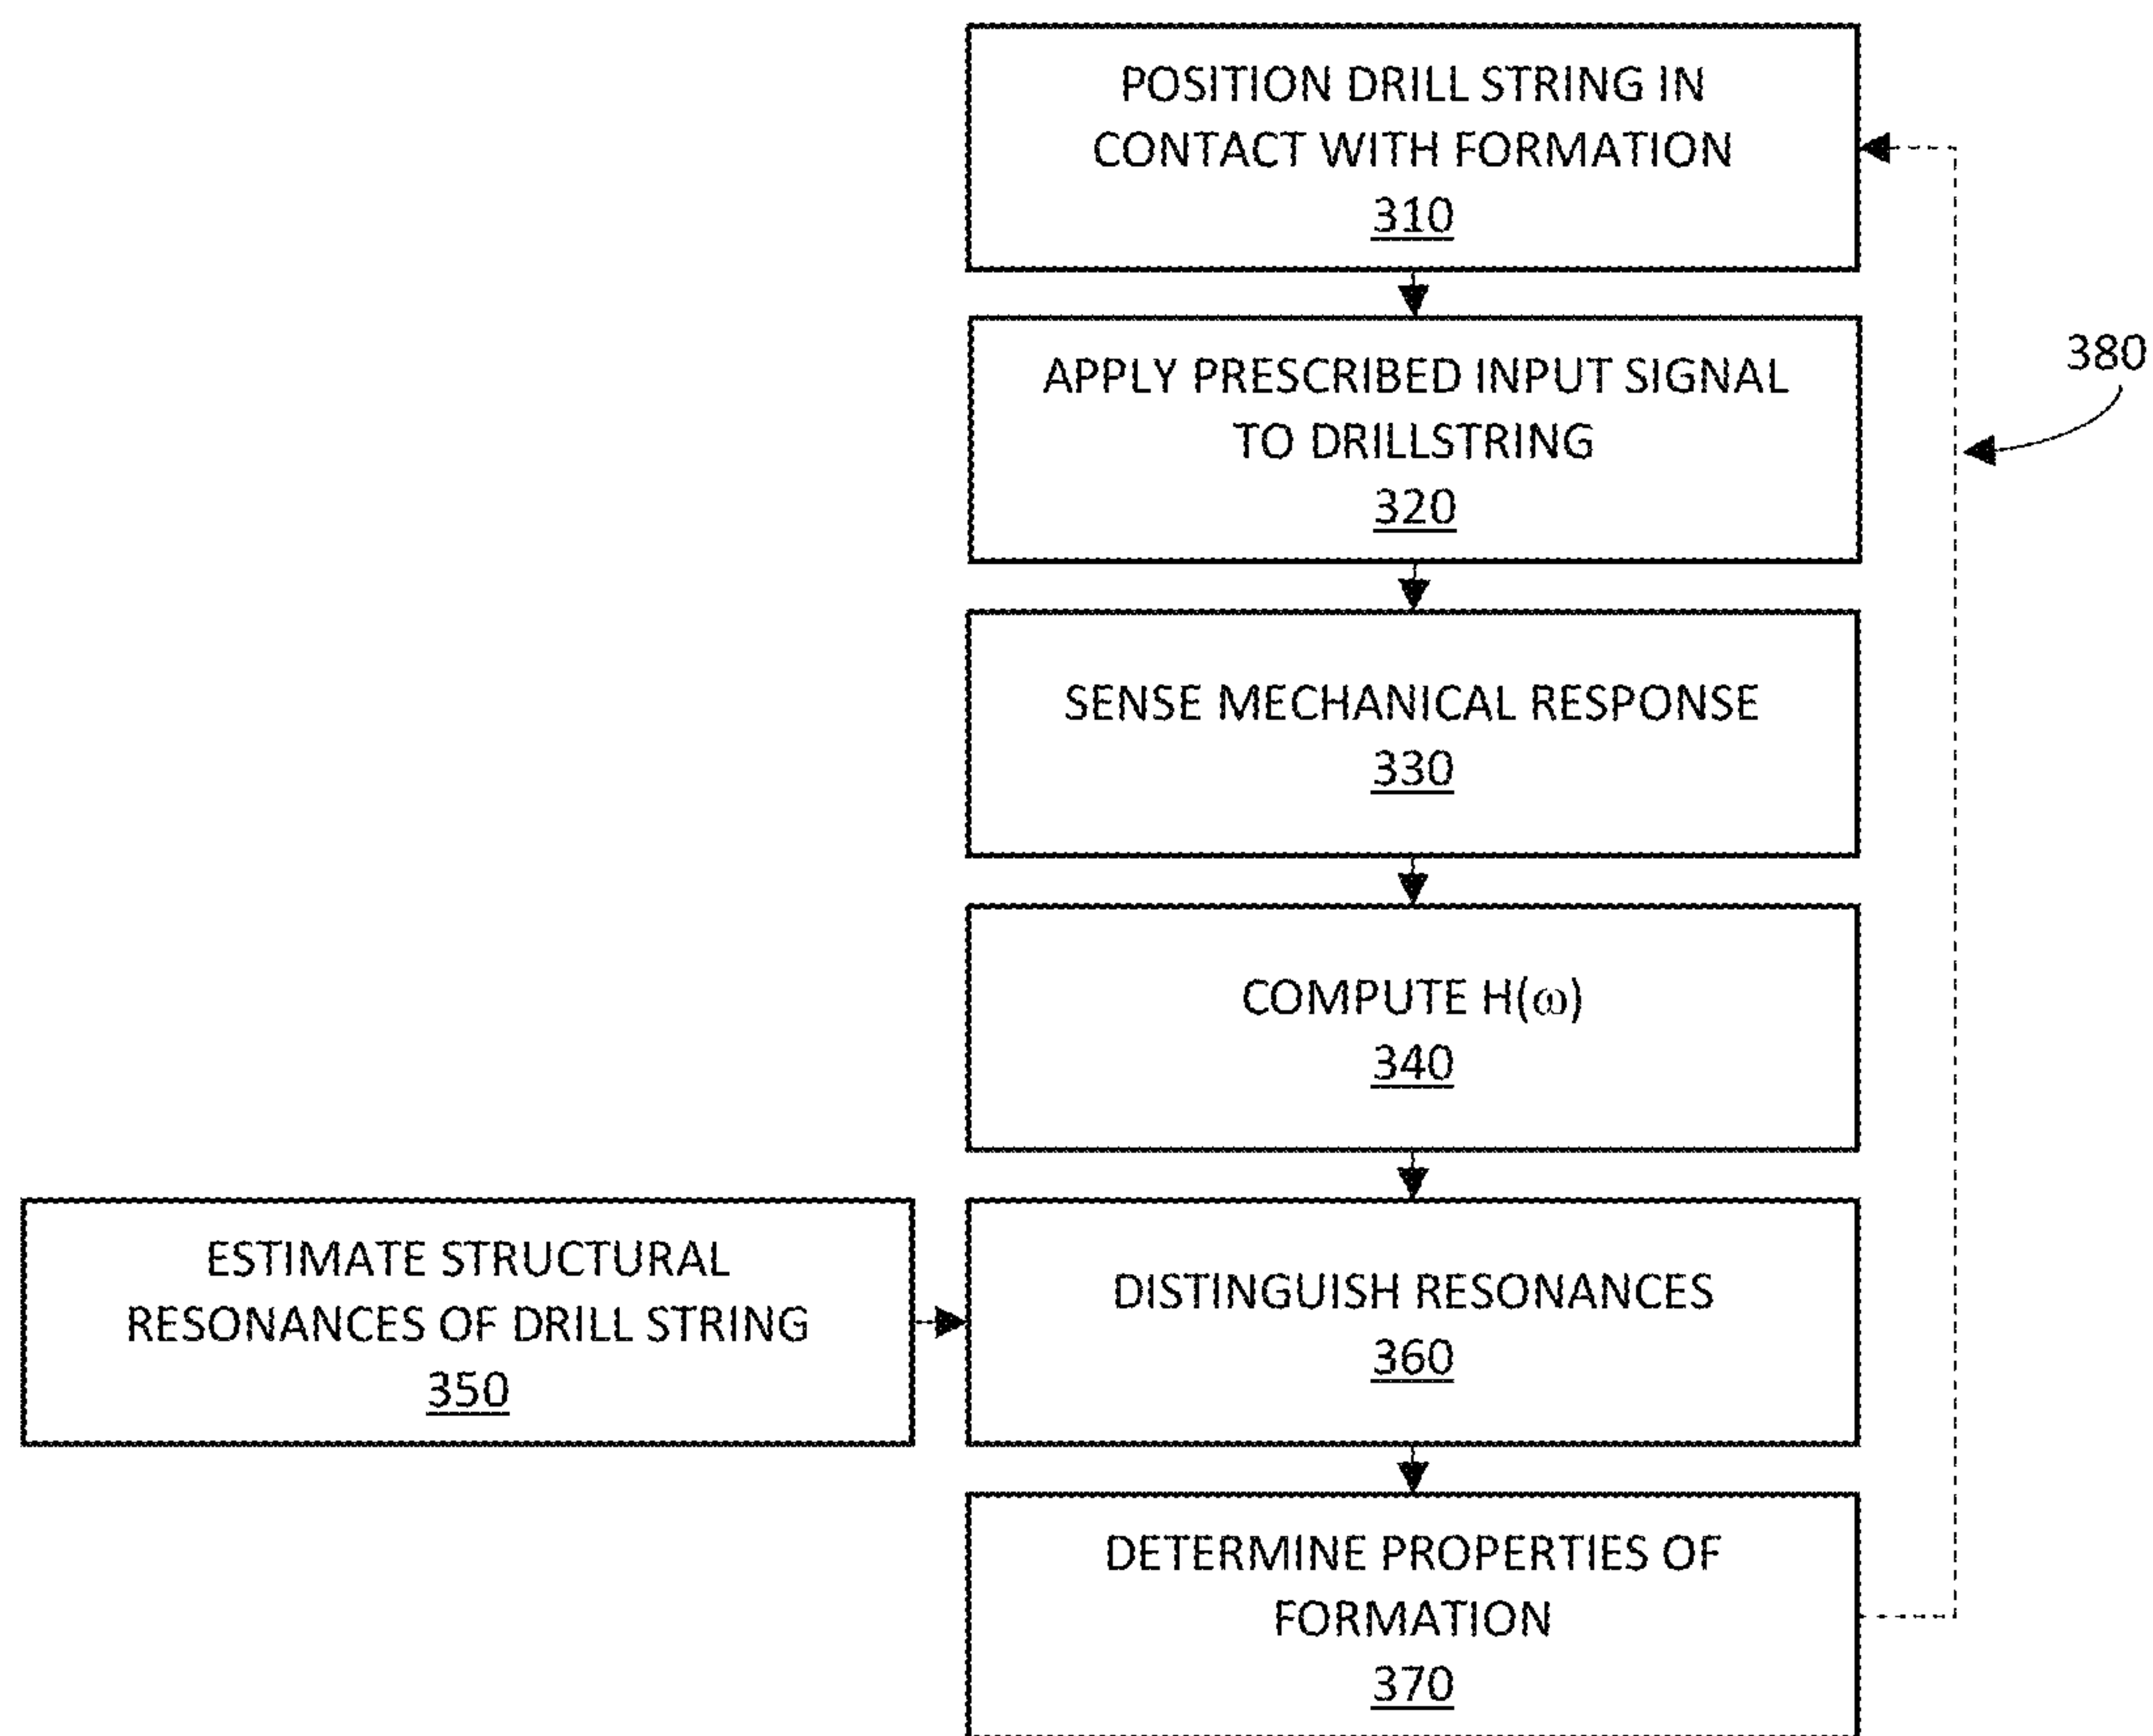 POSITION DRILL STRING IN
CONTACT WITH FORMATION
310
APPLY PRESCRIBED INPUT SIGNAL
TO DRILLSTRING
320
380
SENSE MECHANICAL RESPONSE
330
COMPUTE H(ω)
340
ESTIMATE STRUCTURAL
RESONANCES OF DRILL STRING
350
DISTINGUISH RESONANCES
360
DETERMINE PROPERTIES OF
FORMATION
370